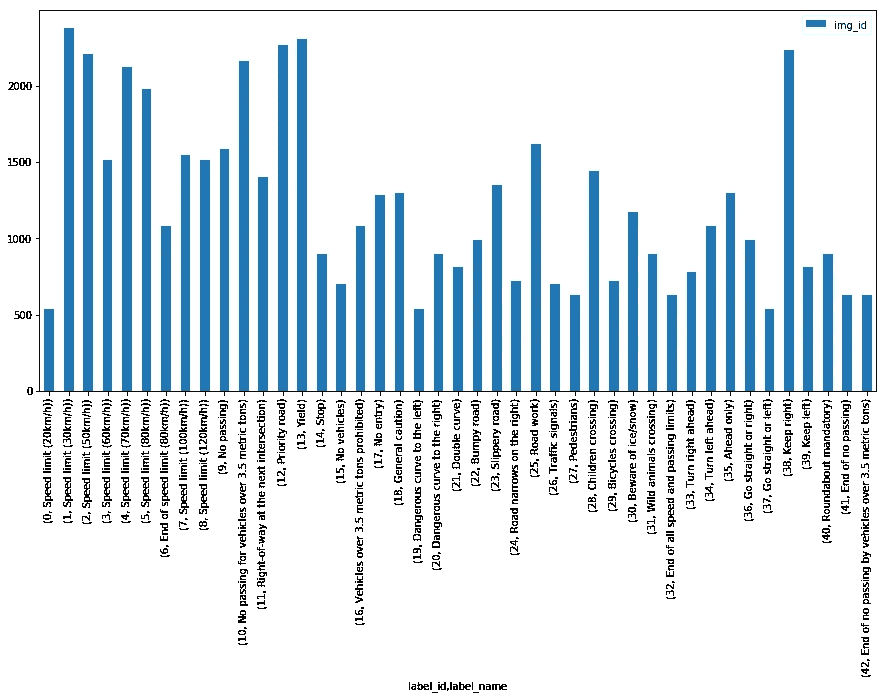 img_id
2000
1500
1000
500
0
(0, Speed limit (20km/h))
(1, Speed limit (30km/h))
(2, Speed limit (50km/h))
(3, Speed limit (60km/h))
(4, Speed limit (70km/h))
(5, Speed limit (80km/h))
(6, End of speed limit (80km/h))
(7, Speed limit (100km/h))
(8, Speed limit (120km/h))
(9, No passing)
(10, No passing for vehicles over 3.5 metric tons)
(11, Right-of-way at the next intersection)
(12, Priority road)
(13, Yield)
(14, Stop)
(15, No vehicles)
(16, Vehicles over 3.5 metric tons prohibited)
(17, No entry)
(18, General caution)
(19, Dangerous curve to the left)
(20, Dangerous curve to the right)
(21, Double curve)
(22, Bumpy road)
(23, Slippery road)
(24, Road narrows on the right)
(25, Road work)
(26, Traffic signals)
(27, Pedestrians)
(28, Children crossing)
(29, Bicycles crossing)
(30, Beware of ice/snow)
(31, Wild animals crossing)
(32, End of all speed and passing limits)
(33, Turn right ahead)
(34, Turn left ahead)
(35, Ahead only)
(36, Go straight or right)
(37, Go straight or left)
(38, Keep right)
(39, Keep left)
(40, Roundabout mandatory)
(41, End of no passing)
(42, End of no passing by vehicles over 3.5 metric tons)
label_id,label_name